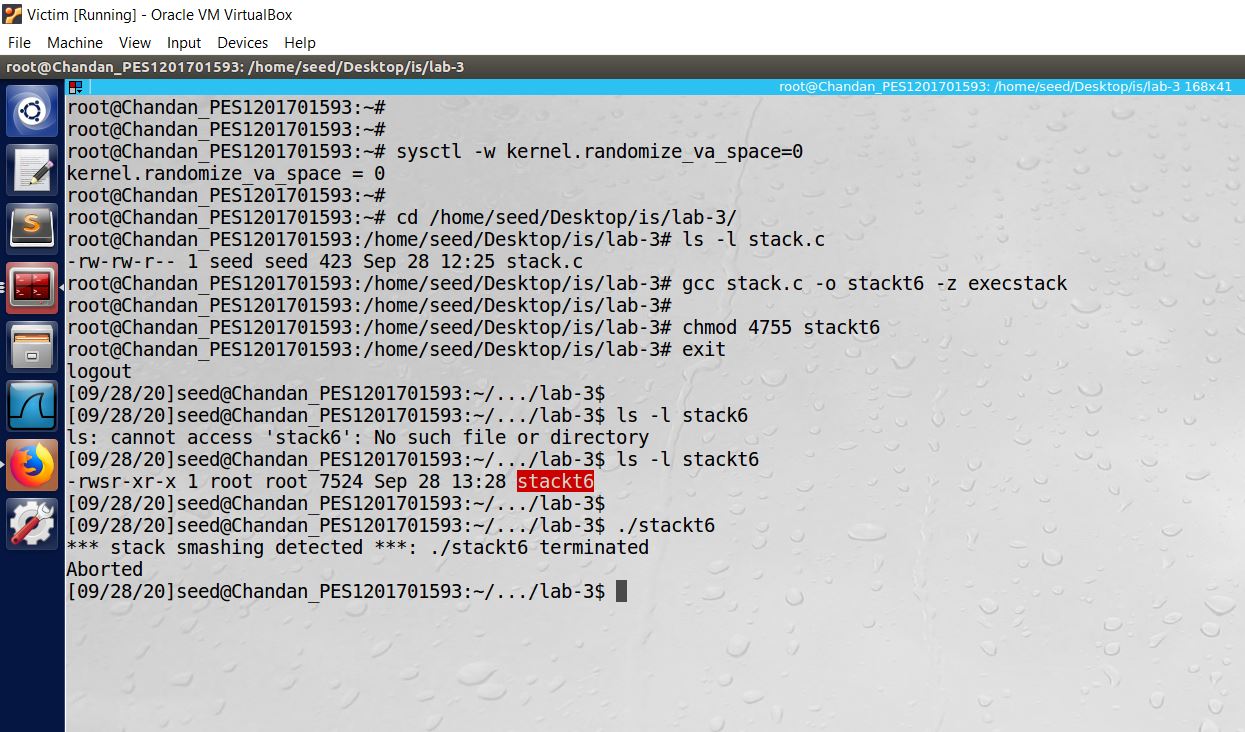 Victim [Running] - Oracle VM VirtualBox
File Machine View Input Devices Help
root@Chandan_PES1201701593: /home/seed/Desktop/is/lab-3
root@Chandan_PES1201701593: /home/seed/Desktop/is/lab-3 168x41
root@Chandan_PES1201701593:~#
root@Chandan_PES1201701593:~#
root@Chandan_PES1201701593:~# sysctl -w kernel.randomize_va_space=0
kernel.randomize_va_space = 0
root@Chandan_PES1201701593:~#
root@Chandan_PES1201701593:~# cd /home/seed/Desktop/is/lab-3/
root@Chandan_PES1201701593:/home/seed/Desktop/is/lab-3# ls -l stack.c
-rw-rw-r-- 1 seed seed 423 Sep 28 12:25 stack.c
root@Chandan_PES1201701593:/home/seed/Desktop/is/lab-3# gcc stack.c -o stackt6 -z execstack
root@Chandan_PES1201701593:/home/seed/Desktop/is/lab-3#
root@Chandan_PES1201701593:/home/seed/Desktop/is/lab-3# chmod 4755 stackt6
root@Chandan_PES1201701593:/home/seed/Desktop/is/lab-3# exit
logout
[09/28/20]seed@Chandan_PES1201701593:~/.../lab-3$
[09/28/20]seed@Chandan_PES1201701593:~/.../lab-3$ ls -l stack6
ls: cannot access 'stack6': No such file or directory
[09/28/20]seed@Chandan_PES1201701593:~/.../lab-3$ ls -l stackt6
-rwsr-xr-x 1 root root 7524 Sep 28 13:28 stackt6
[09/28/20]seed@Chandan_PES1201701593:~/.../lab-3$
[09/28/20]seed@Chandan_PES1201701593:~/.../lab-3$ ./stackt6
*** stack smashing detected ***: ./stackt6 terminated
Aborted
[09/28/20]seed@Chandan_PES1201701593:~/.../lab-3$